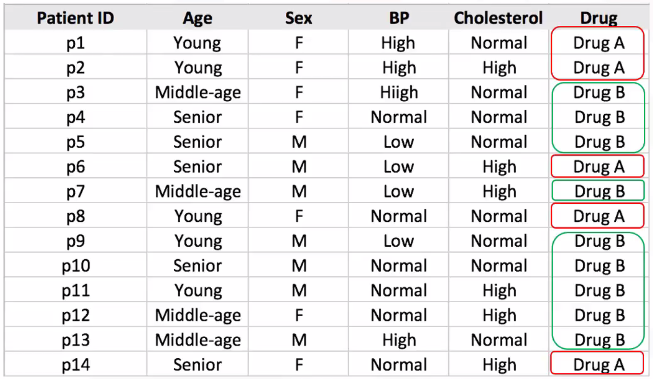 Patient ID Age Sex BP Cholesterol Drug
p1 Young F High Normal Drug A
p2 Young F High High Drug A
p3 Middle-age F Hiigh Normal Drug B
p4 Senior F Normal Normal Drug B
p5 Senior M Low Normal Drug B
p6 Senior M Low High Drug A
p7 Middle-age M Low High Drug B
p8 Young F Normal Normal Drug A
p9 Young M Low Normal Drug B
p10 Senior M Normal Normal Drug B
p11 Young M Normal High Drug B
p12 Middle-age F Normal High Drug B
p13 Middle-age M High Normal Drug B
p14 Senior F Normal High Drug A